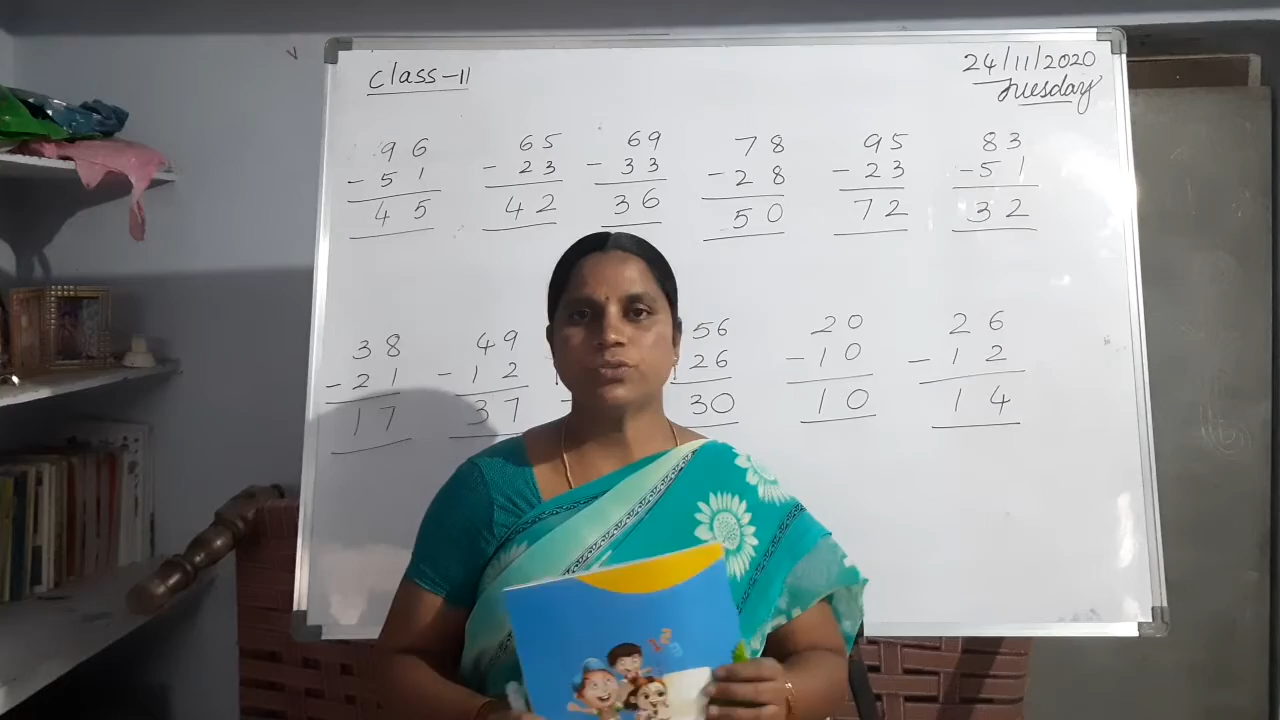 Class-II
24/11/2020
Tuesday
96 65 69 78 95 83
-51 -23 -33 -28 -23 -51
45 42 36 50 72 32
38 49 56 20 26
-21 -12 26 -10 -12
17 37 30 10 14